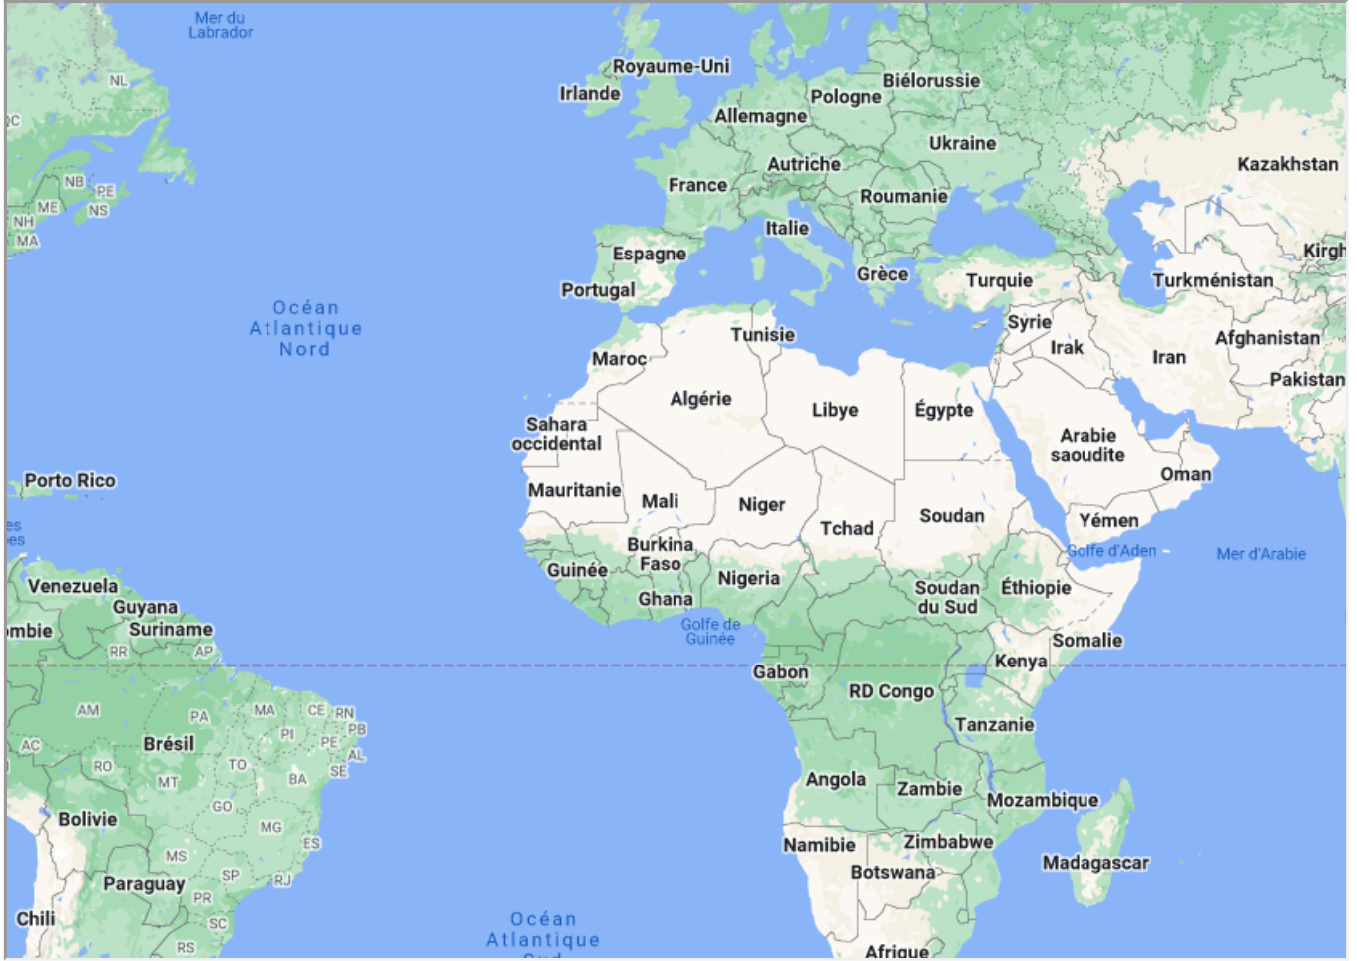 Mer du
Labrador
NL
QC
NB
PE
ME
NS
NH
MA
Royaume-Uni
Irlande
Biélorussie
Pologne
Allemagne
Ukraine
Autriche
Kazakhstan
France
Roumanie
Italie
Espagne
Kirgh
Grèce
Turquie
Turkménistan
Portugal
Océan
Atlantique
Nord
Syrie
Tunisie
Afghanistan
Irak
Maroc
Iran
Pakistan
Algérie
Libye
Égypte
Sahara
occidental
Arabie
saoudite
Oman
Porto Rico
Mauritanie
Mali
Niger
Soudan
Yémen
Tchad
es
es
Burkina
Faso
Golfe d'Aden
Mer d'Arabie
Guinée
Nigeria
Venezuela
Soudan
du Sud
Éthiopie
Ghana
Guyana
Suriname
ombie
Golfe de
Guinée
Somalie
RR
AP
Kenya
Gabon
RD Congo
AM
PA
MA
CE
RN
PB
PI
PE
Tanzanie
AC
Brésil
AL
RO
TO
SE
MT
BA
Angola
Zambie
Mozambique
GO
Bolivie
MG
ES
Namibie
Zimbabwe
MS
Madagascar
Botswana
Paraguay
SP
RJ
PR
Chili
SC
Océan
Atlantique
Sud
RS
Afrique